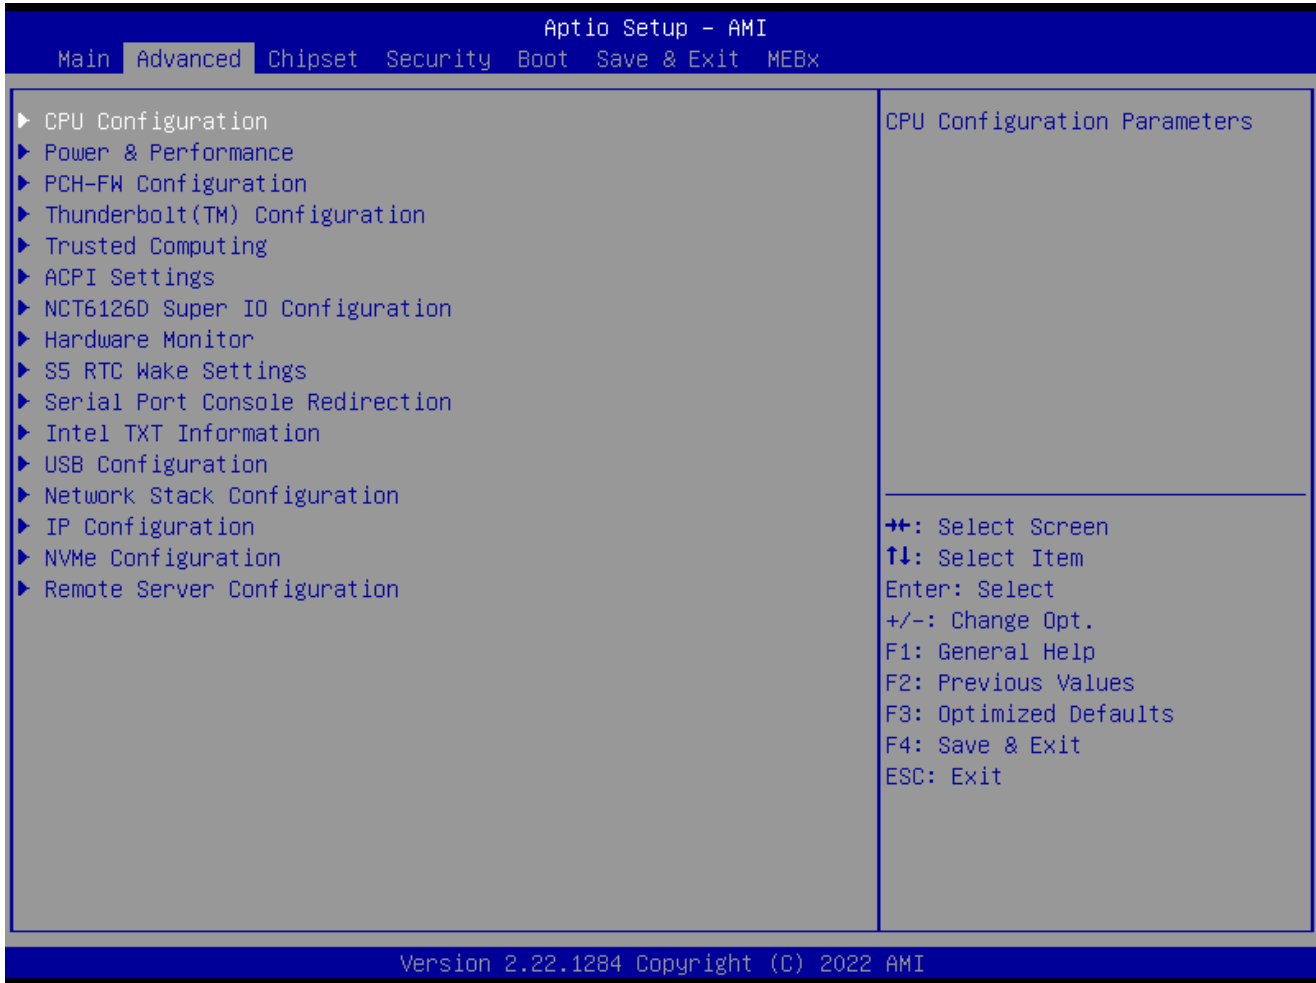 Aptio Setup – AMI
Main Advanced Chipset Security Boot Save & Exit MEBx
▶ CPU Configuration
▶ Power & Performance
▶ PCH-FW Configuration
▶ Thunderbolt(TM) Configuration
▶ Trusted Computing
▶ ACPI Settings
▶ NCT6126D Super IO Configuration
▶ Hardware Monitor
▶ S5 RTC Wake Settings
▶ Serial Port Console Redirection
▶ Intel TXT Information
▶ USB Configuration
▶ Network Stack Configuration
▶ IP Configuration
▶ NVMe Configuration
▶ Remote Server Configuration
CPU Configuration Parameters
→←: Select Screen
↑↓: Select Item
Enter: Select
+/-: Change Opt.
F1: General Help
F2: Previous Values
F3: Optimized Defaults
F4: Save & Exit
ESC: Exit
Version 2.22.1284 Copyright (C) 2022 AMI